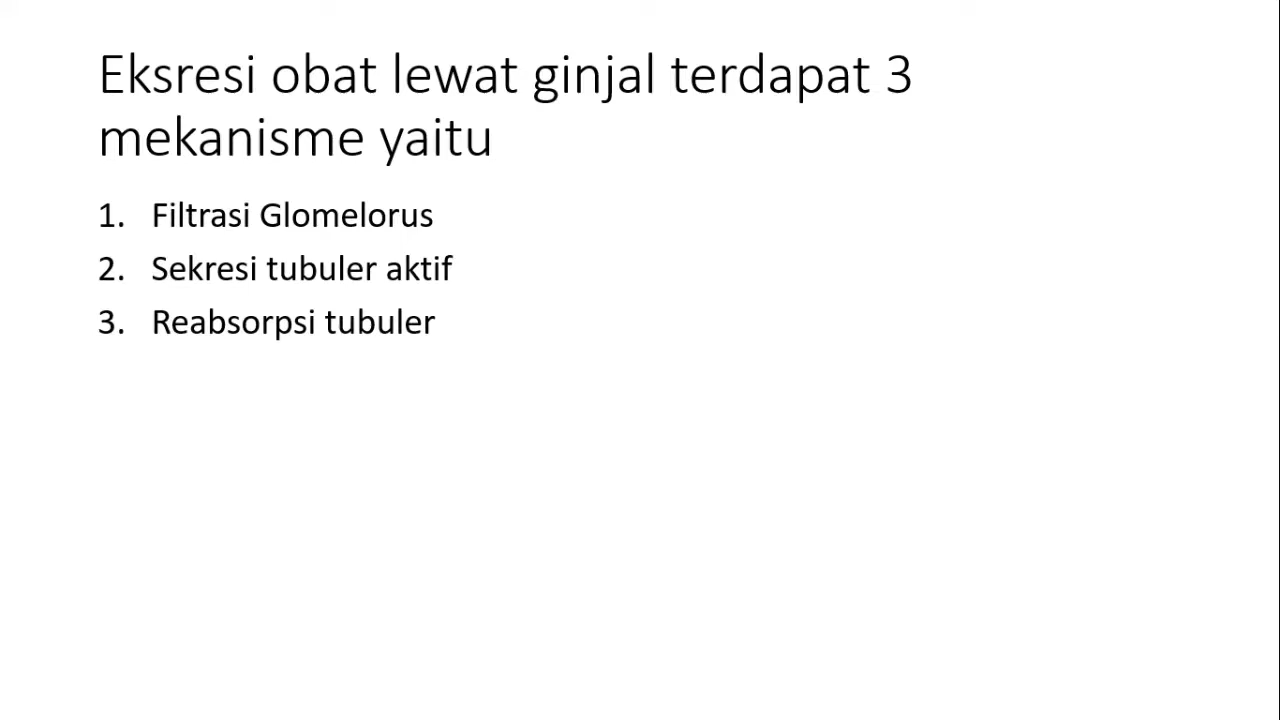 Eksresi obat lewat ginjal terdapat 3
mekanisme yaitu
1. Filtrasi Glomelorus
2. Sekresi tubuler aktif
3. Reabsorpsi tubuler